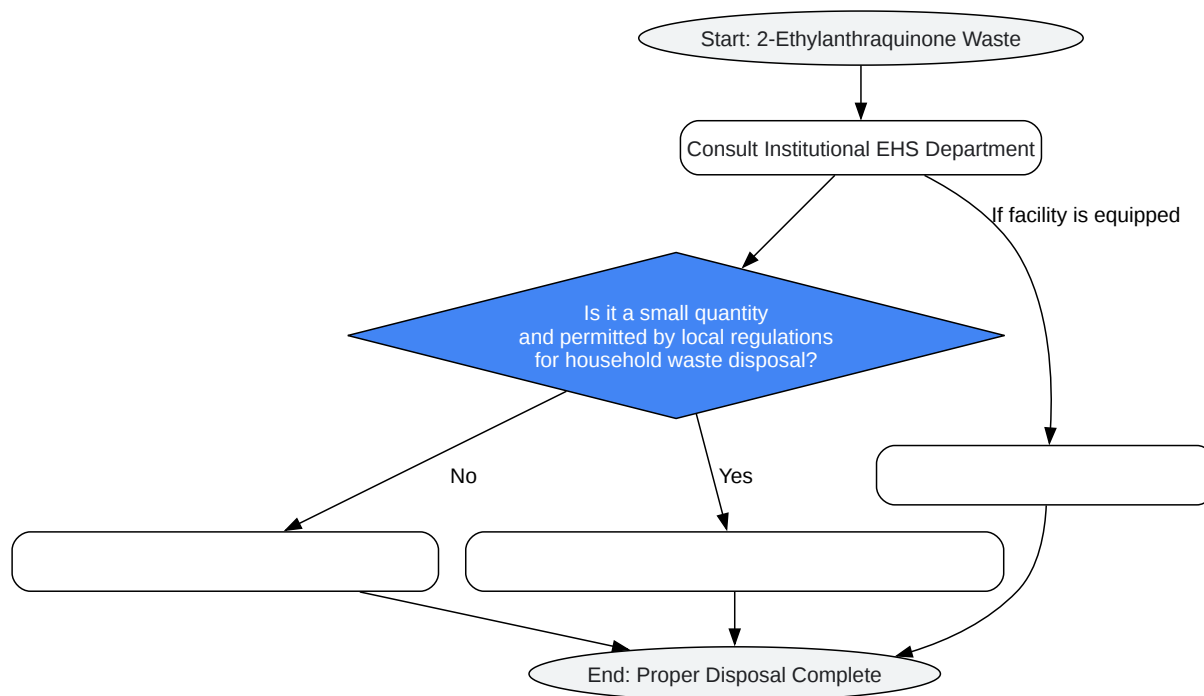 Start: 2-Ethylanthraquinone Waste
Consult Institutional EHS Department
If facility is equipped
Is it a small quantity
and permitted by local regulations
for household waste disposal?
No
Yes
End: Proper Disposal Complete